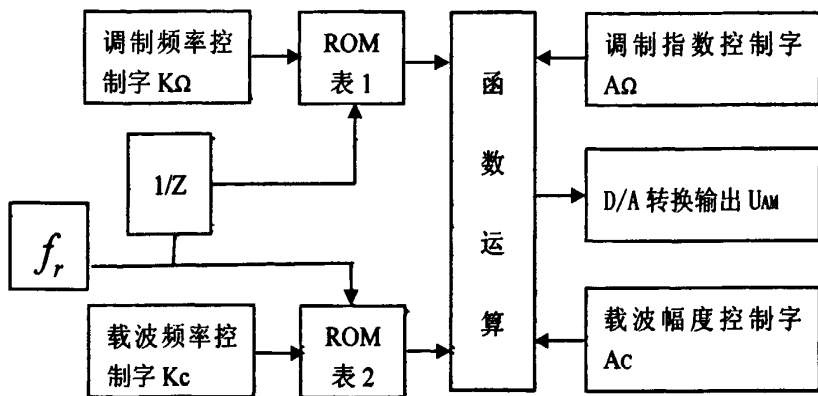 调制频率控
制字 KΩ
ROM
表 1
函
数
运
算
调制指数控制字
AΩ
1/Z
D/A 转换输出 UAM
fr
载波频率控
制字 Kc
ROM
表 2
载波幅度控制字
Ac